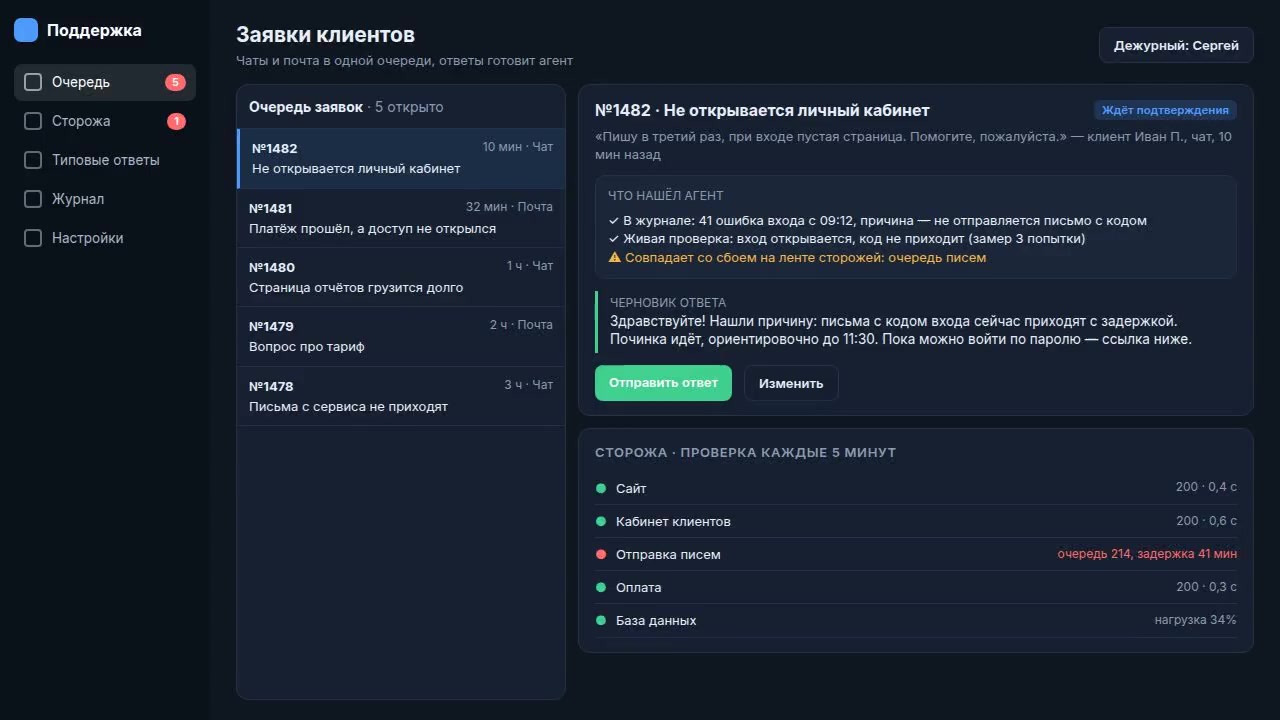 Поддержка
Очередь 5
Сторожа 1
Типовые ответы
Журнал
Настройки
Заявки клиентов
Чаты и почта в одной очереди, ответы готовит агент
Дежурный: Сергей
Очередь заявок · 5 открыто
№1482 10 мин · Чат
Не открывается личный кабинет
№1481 32 мин · Почта
Платёж прошёл, а доступ не открылся
№1480 1 ч · Чат
Страница отчётов грузится долго
№1479 2 ч · Почта
Вопрос про тариф
№1478 3 ч · Чат
Письма с сервиса не приходят
№1482 · Не открывается личный кабинет Ждёт подтверждения
«Пишу в третий раз, при входе пустая страница. Помогите, пожалуйста.» — клиент Иван П., чат, 10
мин назад
ЧТО НАШЁЛ АГЕНТ
✓ В журнале: 41 ошибка входа с 09:12, причина — не отправляется письмо с кодом
✓ Живая проверка: вход открывается, код не приходит (замер 3 попытки)
⚠ Совпадает со сбоем на ленте сторожей: очередь писем
ЧЕРНОВИК ОТВЕТА
Здравствуйте! Нашли причину: письма с кодом входа сейчас приходят с задержкой.
Починка идёт, ориентировочно до 11:30. Пока можно войти по паролю — ссылка ниже.
Отправить ответ Изменить
СТОРОЖА · ПРОВЕРКА КАЖДЫЕ 5 МИНУТ
Сайт 200 · 0,4 с
Кабинет клиентов 200 · 0,6 с
Отправка писем очередь 214, задержка 41 мин
Оплата 200 · 0,3 с
База данных нагрузка 34%